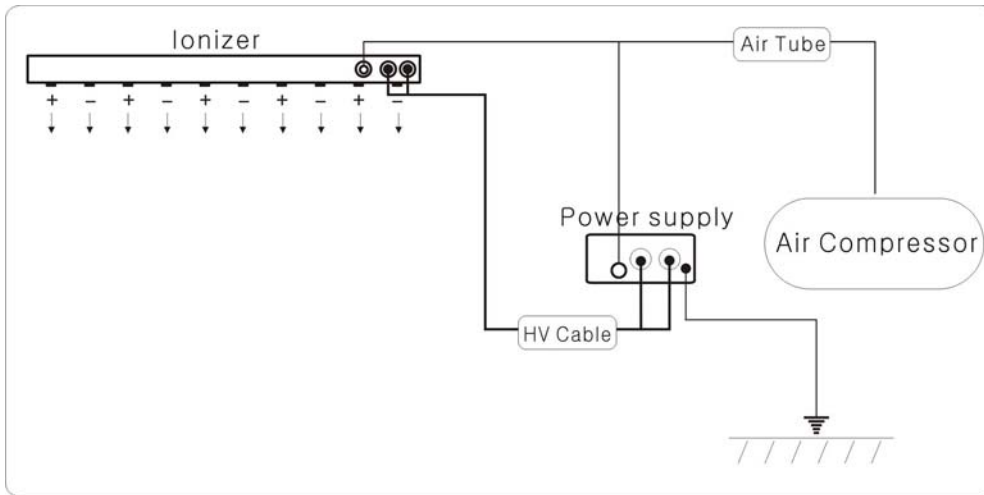 Ionizer
Air Tube
+ − + − + − + − + −
Power supply
Air Compressor
HV Cable